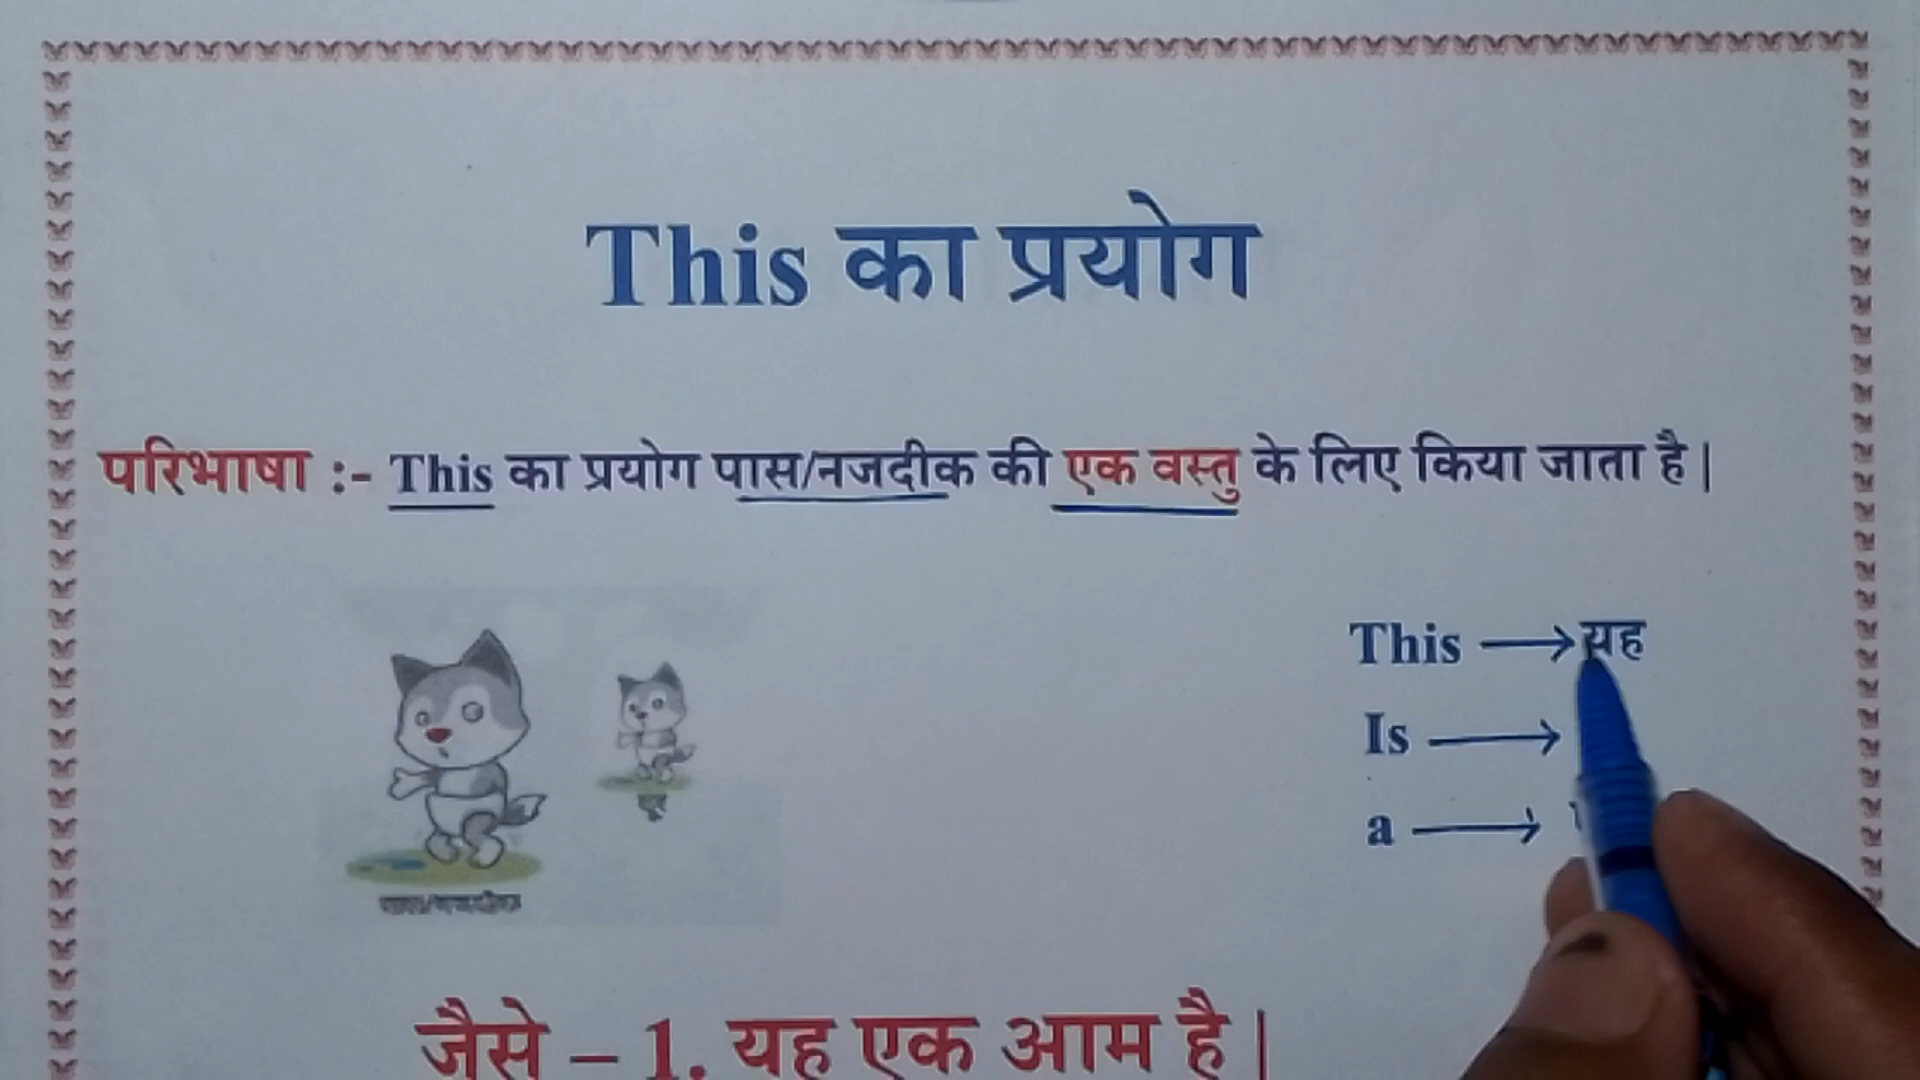 This का प्रयोग
परिभाषा :- This का प्रयोग पास/नजदीक की एक वस्तु के लिए किया जाता है |
This → यह
Is →
a →
जैसे – 1. यह एक आम है |